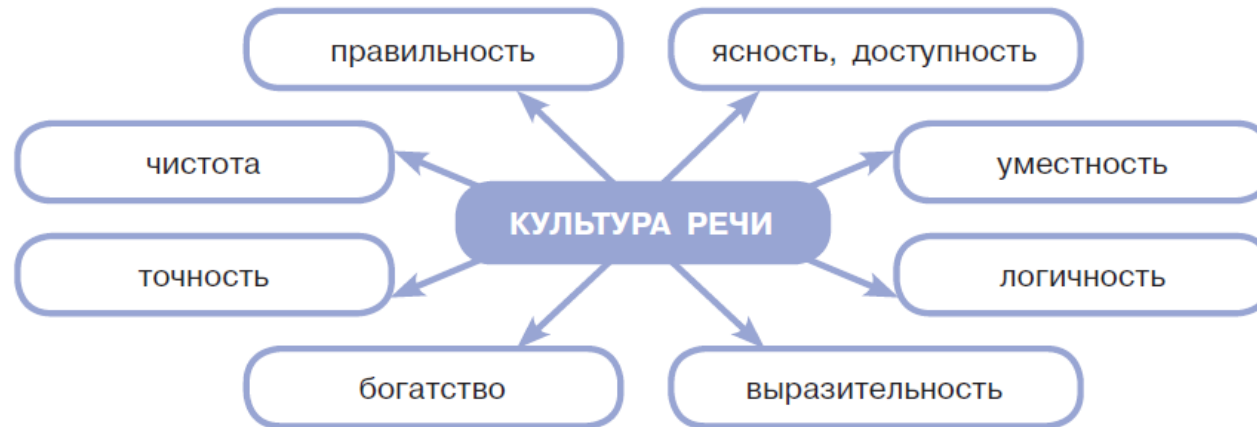 правильность
ясность, доступность
чистота
уместность
КУЛЬТУРА РЕЧИ
точность
логичность
богатство
выразительность